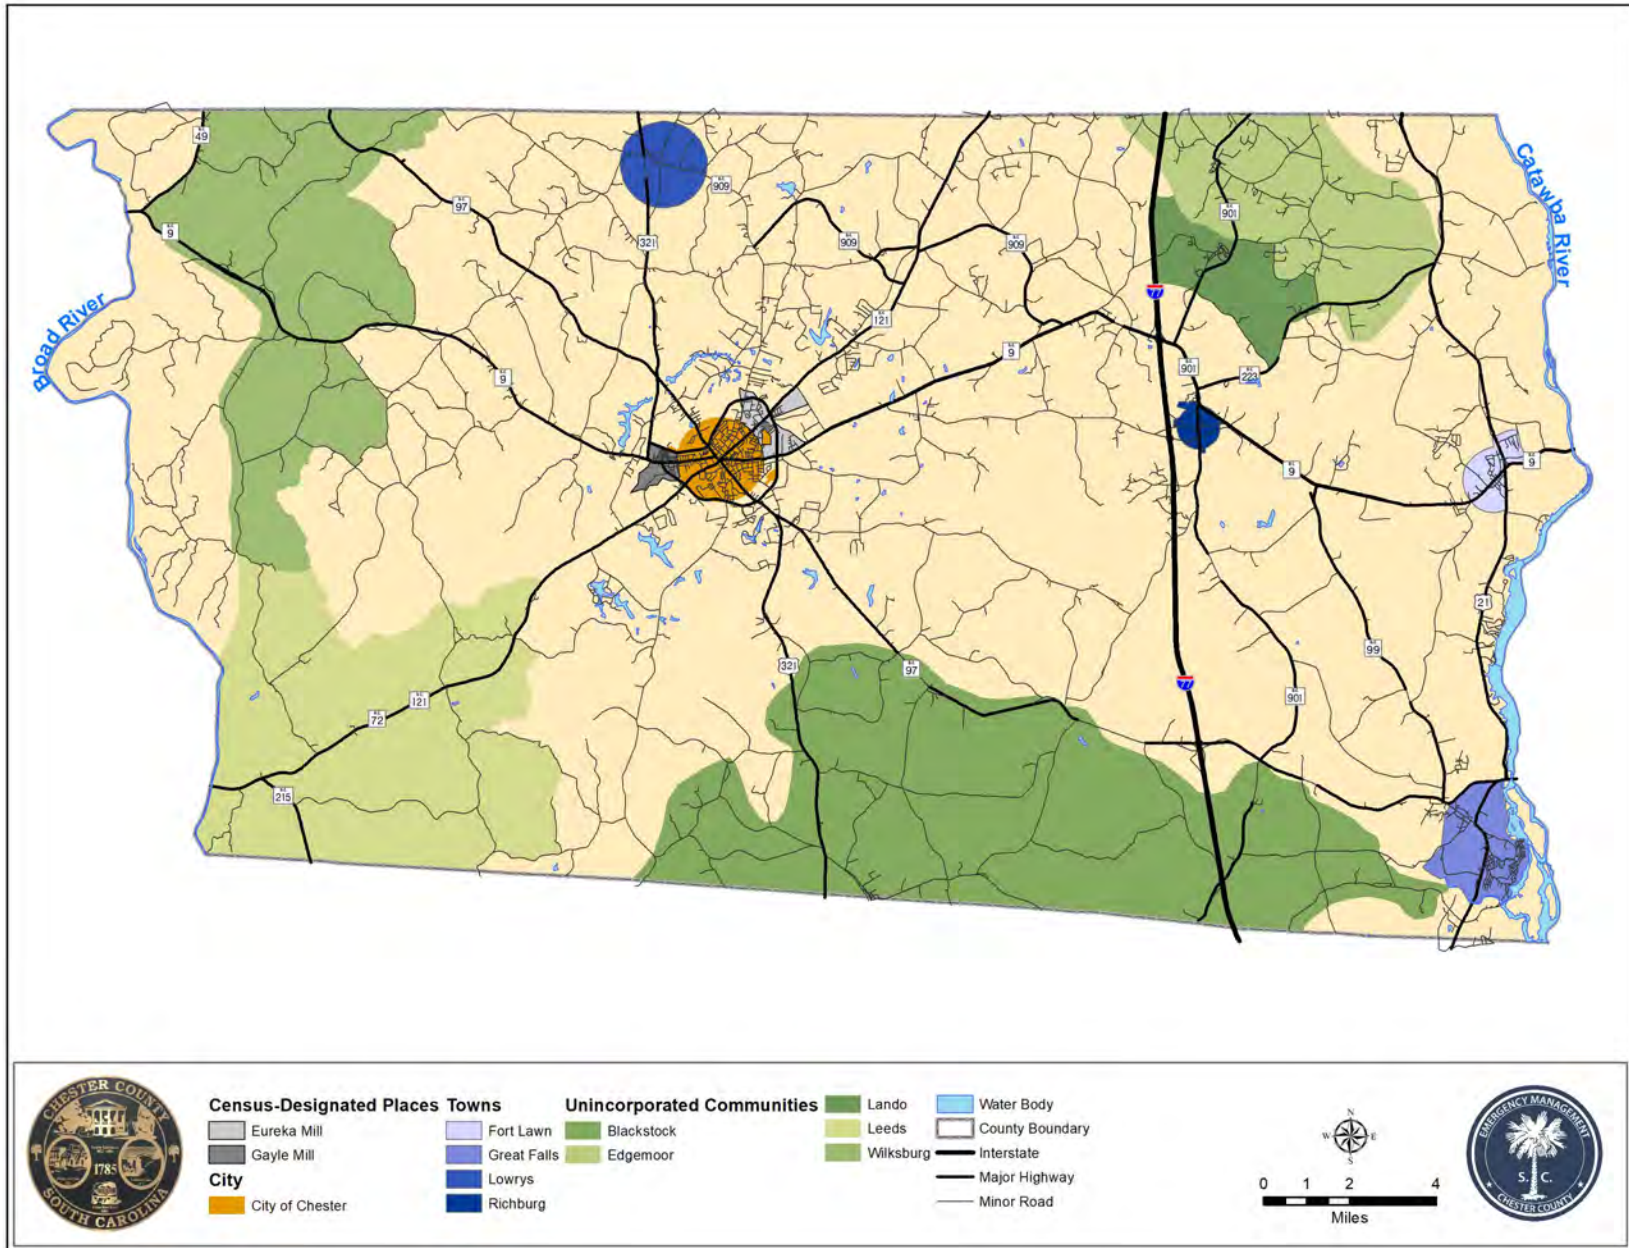 49
9
97
321
909
909
909
901
121
9
9
77
901
223
9
9
Catawba River
Broad River
21
99
321
97
77
901
121
72
215
CHESTER COUNTY
1785
SOUTH CAROLINA
Census-Designated Places
Eureka Mill
Gayle Mill
City
City of Chester
Towns
Fort Lawn
Great Falls
Lowrys
Richburg
Unincorporated Communities
Blackstock
Edgemoor
Lando
Leeds
Wilksburg
Water Body
County Boundary
Interstate
Major Highway
Minor Road
N
W E
S
0 1 2 4
Miles
EMERGENCY MANAGEMENT
S. C.
CHESTER COUNTY